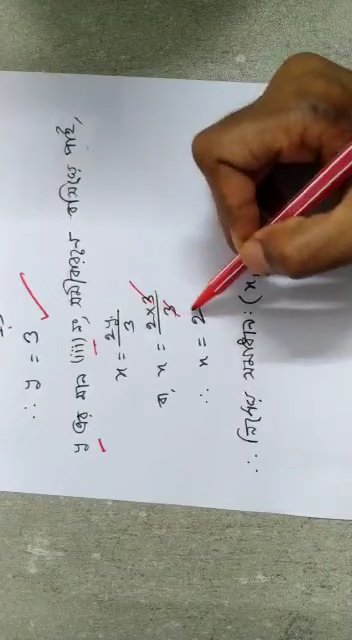 ∴ y = 3
y এর মান (iii) নং সমীকরণে বসিয়ে পাই,
x = 2y/3
বা, x = 2×3/3
∴ x = 2
∴ নির্ণেয় সমাধান: (x,